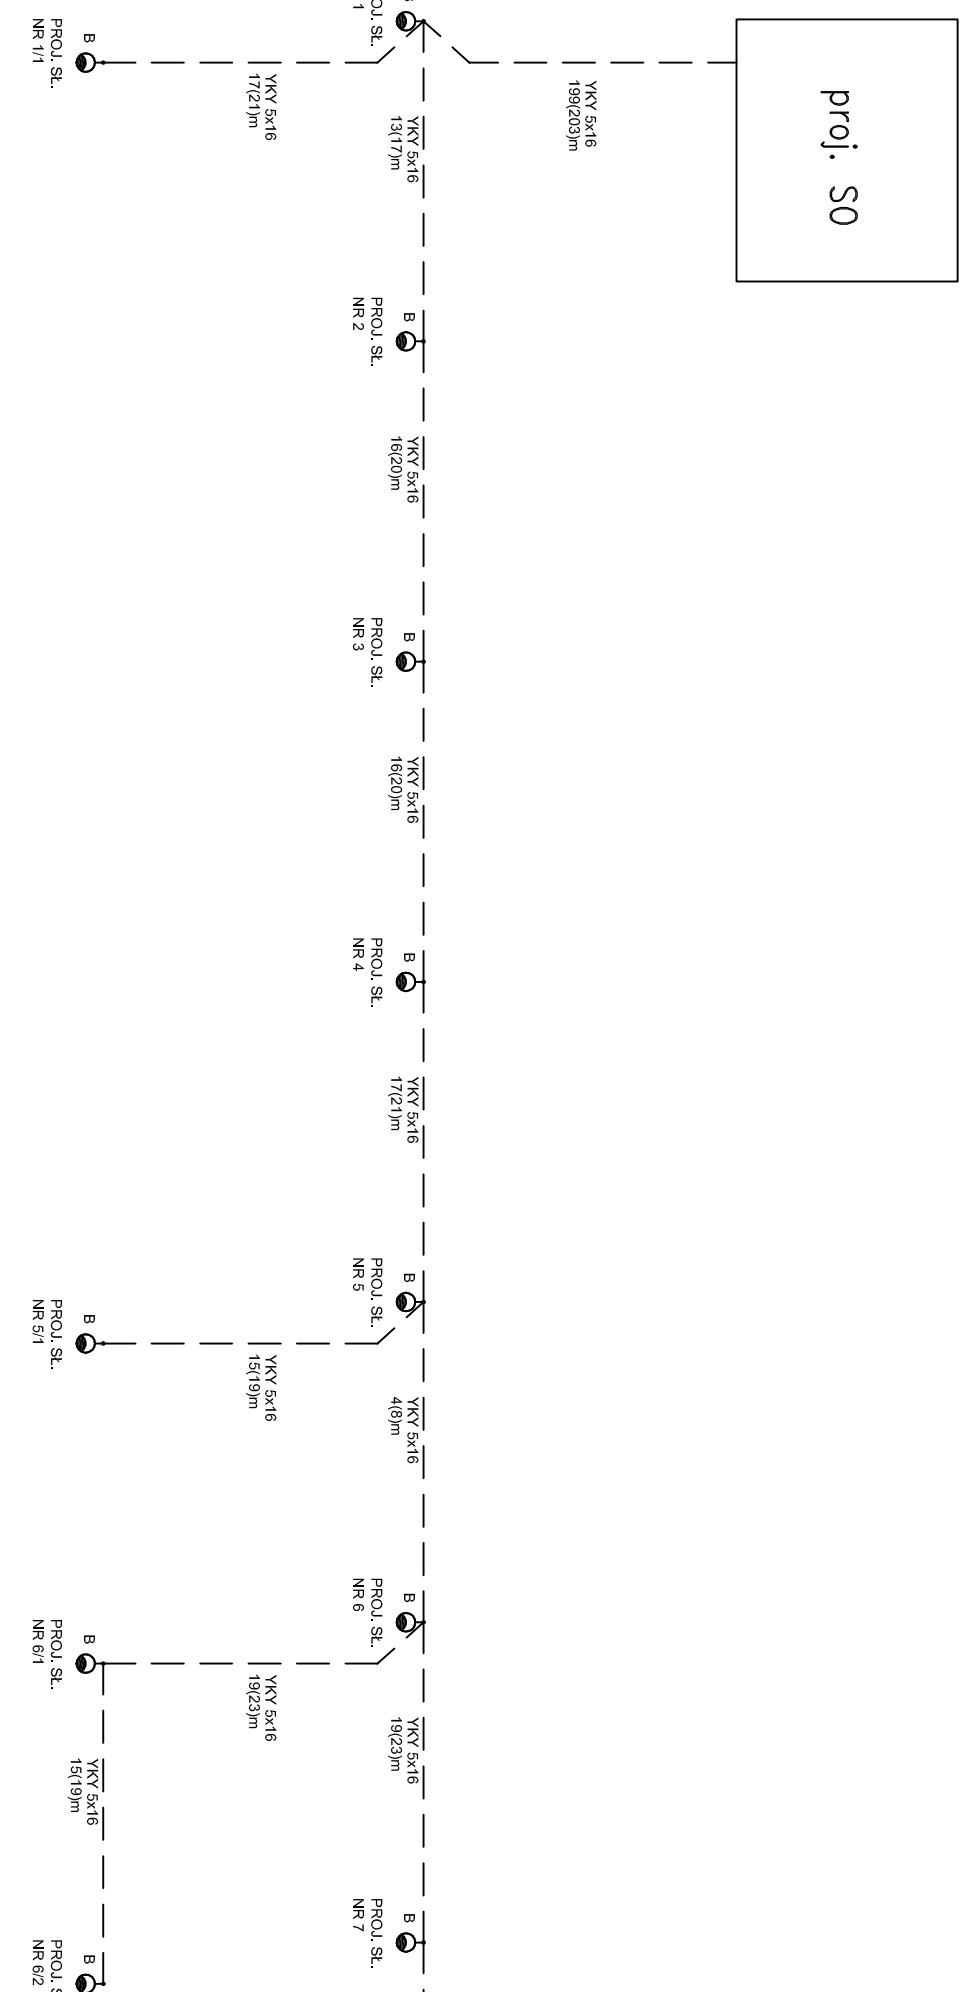 proj. SO
YKY 5x16
199(203)m
1
B
PROJ. SŁ.
NR 1/1
YKY 5x16
17(21)m
YKY 5x16
13(17)m
B
PROJ. SŁ.
NR 2
YKY 5x16
16(20)m
B
PROJ. SŁ.
NR 3
YKY 5x16
16(20)m
B
PROJ. SŁ.
NR 4
YKY 5x16
17(21)m
B
PROJ. SŁ.
NR 5
B
PROJ. SŁ.
NR 5/1
YKY 5x16
15(19)m
YKY 5x16
4(8)m
B
PROJ. SŁ.
NR 6
B
PROJ. SŁ.
NR 6/1
YKY 5x16
19(23)m
YKY 5x16
19(23)m
YKY 5x16
15(19)m
B
PROJ. SŁ.
NR 7
B
PROJ.
NR 6/2